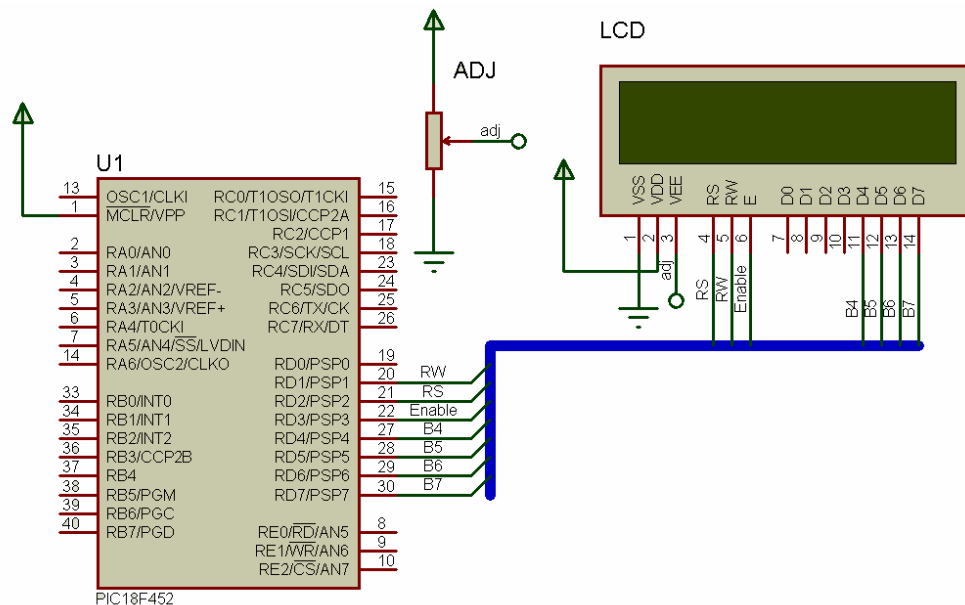 LCD
ADJ
adj
U1
13 OSC1/CLKI
1 MCLR/VPP
2 RA0/AN0
3 RA1/AN1
4 RA2/AN2/VREF-
5 RA3/AN3/VREF+
6 RA4/T0CKI
7 RA5/AN4/SS/LVDIN
14 RA6/OSC2/CLKO
33 RB0/INT0
34 RB1/INT1
35 RB2/INT2
36 RB3/CCP2B
37 RB4
38 RB5/PGM
39 RB6/PGC
40 RB7/PGD
RC0/T1OSO/T1CKI 15
RC1/T1OSI/CCP2A 16
RC2/CCP1 17
RC3/SCK/SCL 18
RC4/SDI/SDA 23
RC5/SDO 24
RC6/TX/CK 25
RC7/RX/DT 26
RD0/PSP0 19
RD1/PSP1 20 RW
RD2/PSP2 21 RS
RD3/PSP3 22 Enable
RD4/PSP4 27 B4
RD5/PSP5 28 B5
RD6/PSP6 29 B6
RD7/PSP7 30 B7
RE0/RD/AN5 8
RE1/WR/AN6 9
RE2/CS/AN7 10
PIC18F452
VSS VDD VEE RS RW E D0 D1 D2 D3 D4 D5 D6 D7
1 2 3 4 5 6 7 8 9 10 11 12 13 14
adj RS RW Enable B4 B5 B6 B7